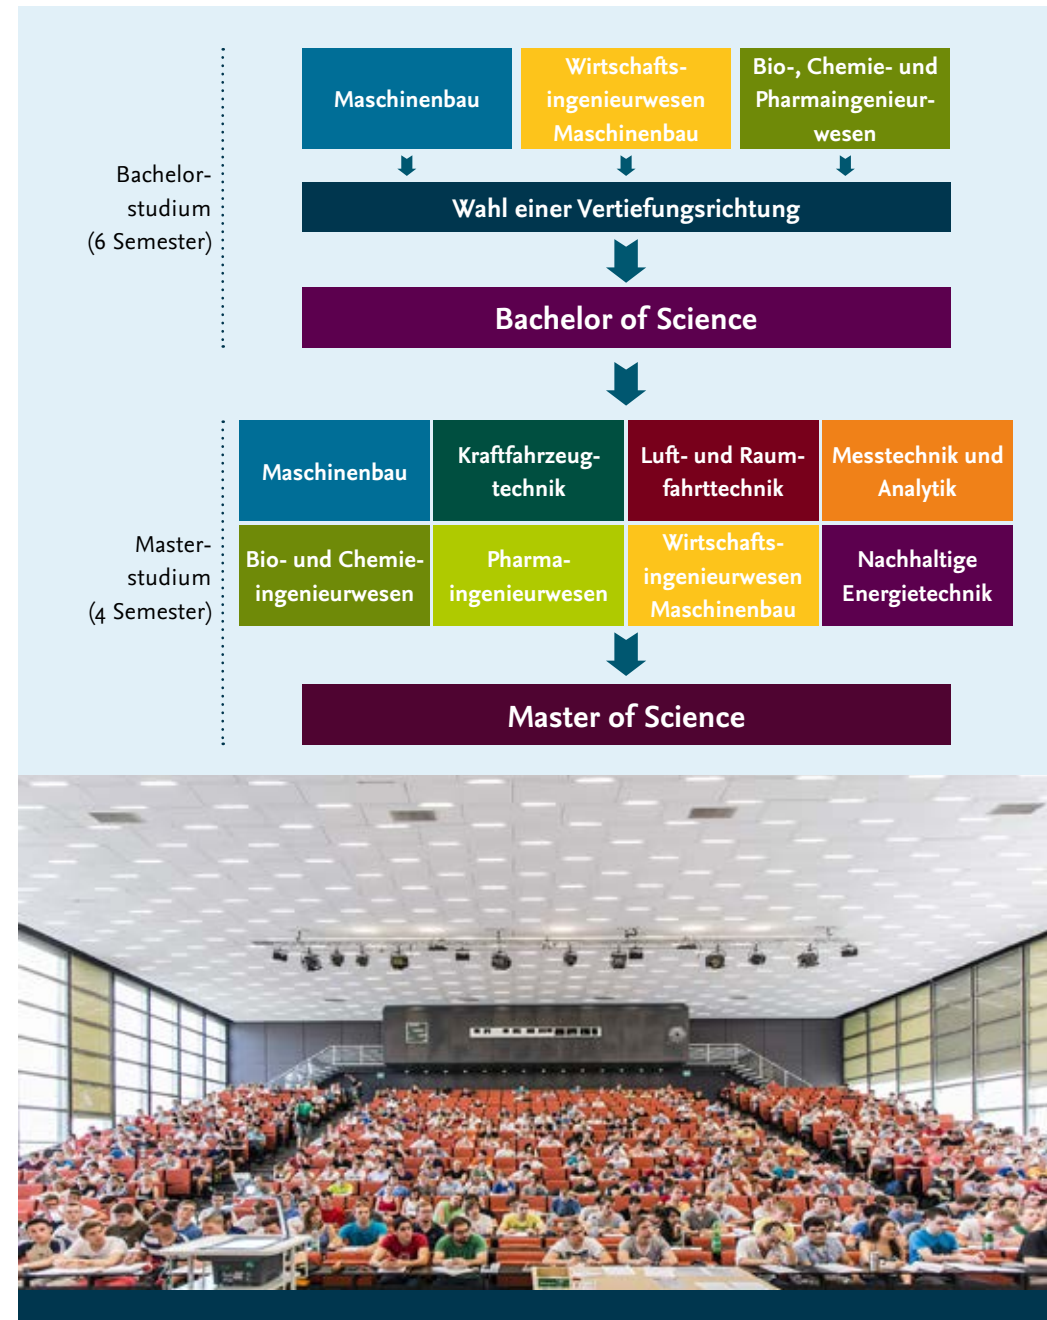 Maschinenbau
Wirtschafts-
ingenieurwesen
Maschinenbau
Bio-, Chemie- und
Pharmaingenieur-
wesen
Bachelor-
studium
(6 Semester)
Wahl einer Vertiefungsrichtung
Bachelor of Science
Master-
studium
(4 Semester)
Maschinenbau
Kraftfahrzeug-
technik
Luft- und Raum-
fahrttechnik
Messtechnik und
Analytik
Bio- und Chemie-
ingenieurwesen
Pharma-
ingenieurwesen
Wirtschafts-
ingenieurwesen
Maschinenbau
Nachhaltige
Energietechnik
Master of Science